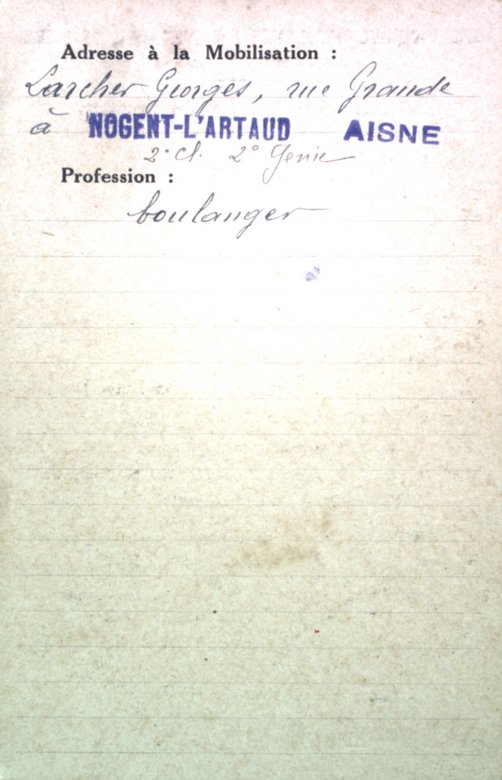 Adresse à la Mobilisation :
Larcher Georges, rue Grande
à NOGENT-L'ARTAUD AISNE
2e cl. 2e Génie
Profession :
boulanger